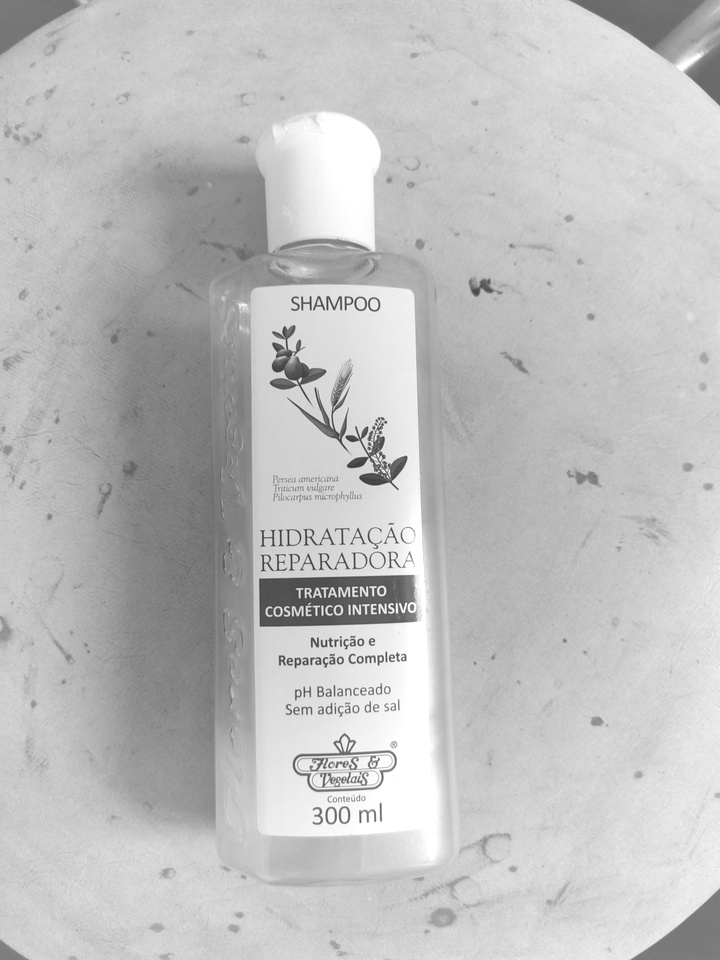 SHAMPOO
Persea americana
Triticum vulgare
Pilocarpus microphyllus
HIDRATAÇÃO
REPARADORA
TRATAMENTO
COSMÉTICO INTENSIVO
Nutrição e
Reparação Completa
pH Balanceado
Sem adição de sal
®
Flores &
Vegetais
Conteúdo
300 ml